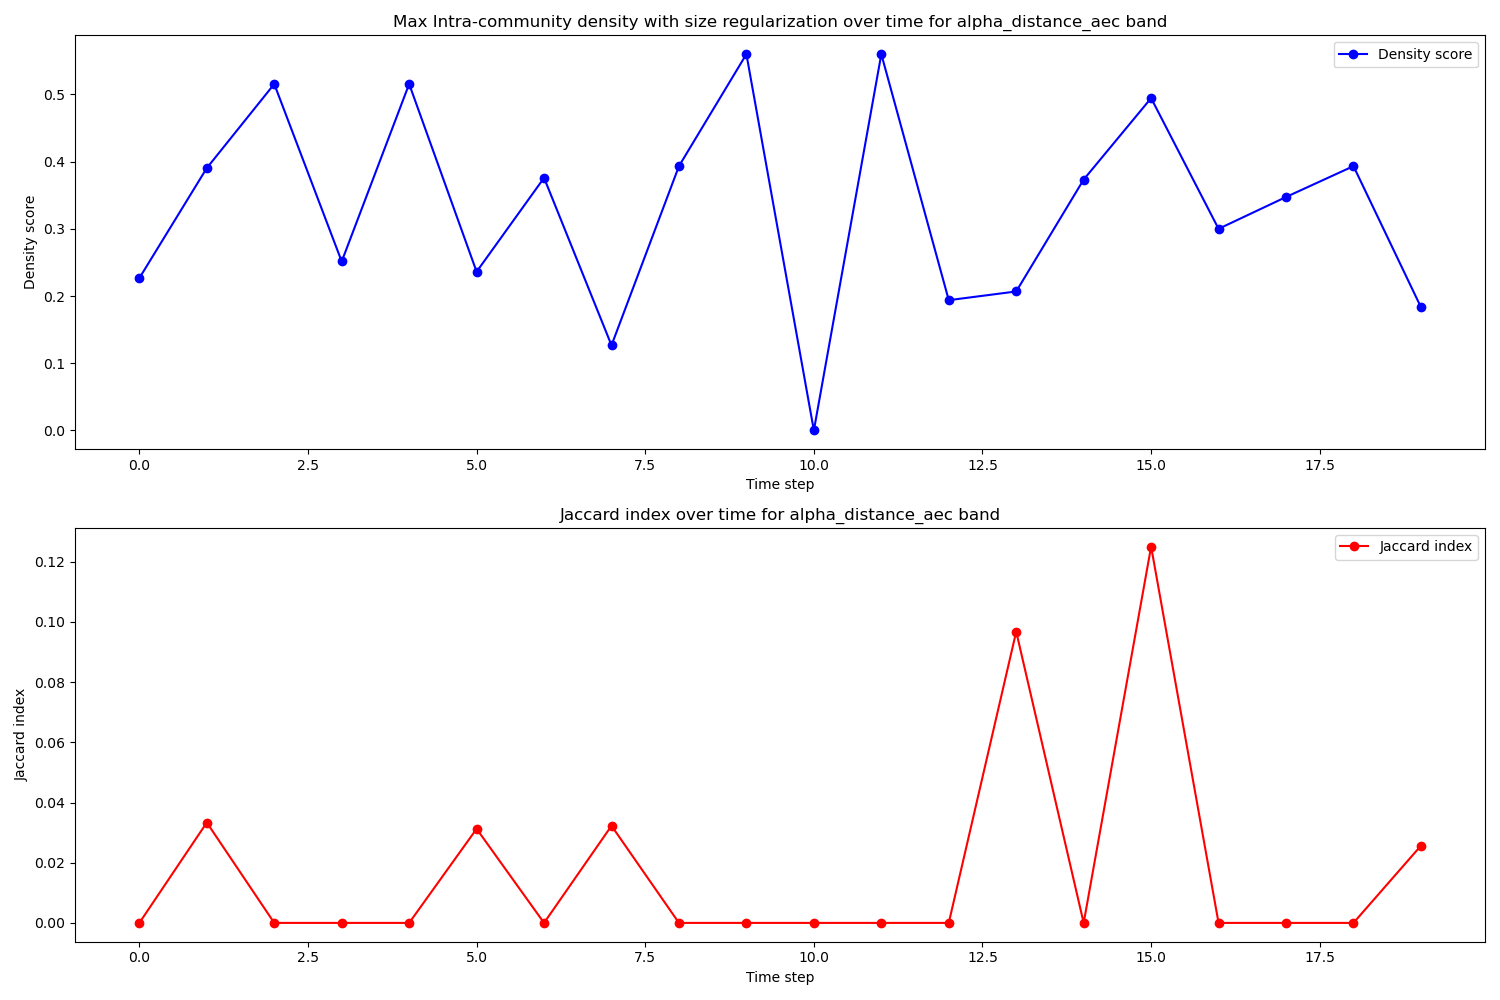 Max Intra-community density with size regularization over time for alpha_distance_aec band
Density score
Density score
0.5
0.4
0.3
0.2
0.1
0.0
0.0 2.5 5.0 7.5 10.0 12.5 15.0 17.5
Time step
Jaccard index over time for alpha_distance_aec band
Jaccard index
Jaccard index
0.12
0.10
0.08
0.06
0.04
0.02
0.00
0.0 2.5 5.0 7.5 10.0 12.5 15.0 17.5
Time step